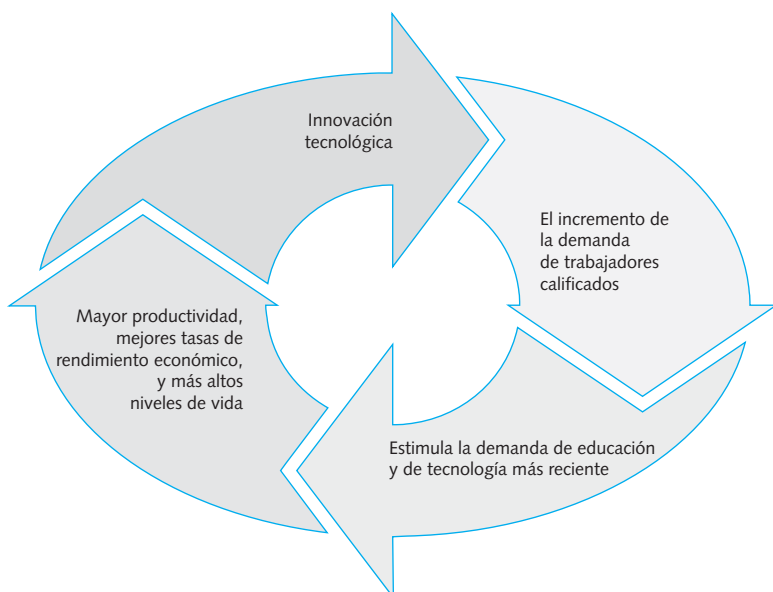 Innovación
tecnológica
El incremento de
la demanda
de trabajadores
calificados
Estimula la demanda de educación
y de tecnología más reciente
Mayor productividad,
mejores tasas de
rendimiento económico,
y más altos
niveles de vida